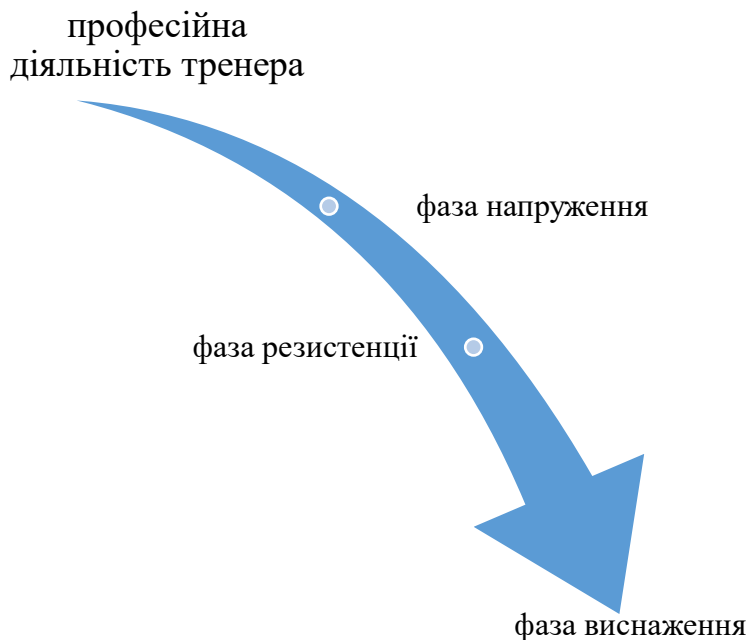 професійна
діяльність тренера
фаза напруження
фаза резистенції
фаза виснаження